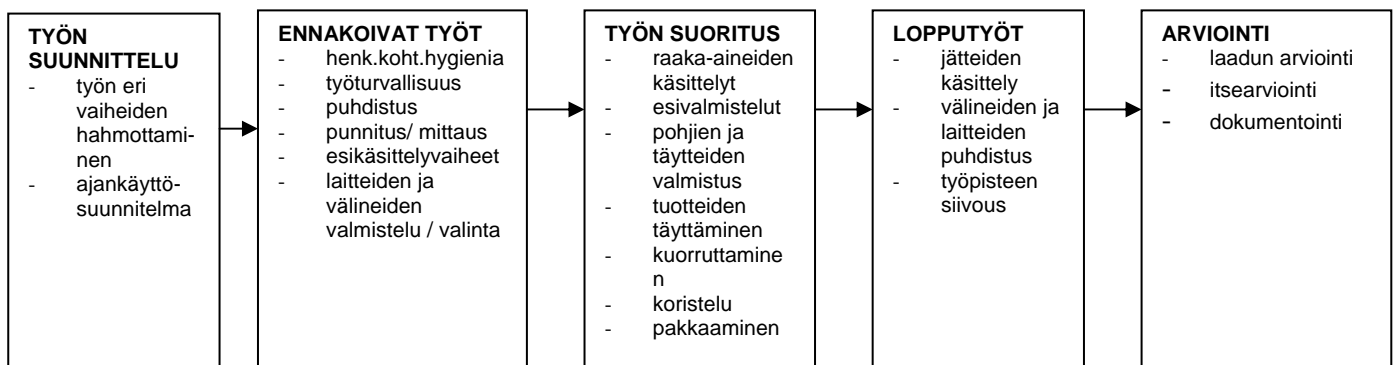 TYÖN
SUUNNITTELU
- työn eri
vaiheiden
hahmottami-
nen
- ajankäyttö-
suunnitelma
ENNAKOIVAT TYÖT
- henk.koht.hygienia
- työturvallisuus
- puhdistus
- punnitus/ mittaus
- esikäsittelyvaiheet
- laitteiden ja
välineiden
valmistelu / valinta
TYÖN SUORITUS
- raaka-aineiden
käsittelyt
- esivalmistelut
- pohjien ja
täytteiden
valmistus
- tuotteiden
täyttäminen
- kuorruttamine
n
- koristelu
- pakkaaminen
LOPPUTYÖT
- jätteiden
käsittely
- välineiden ja
laitteiden
puhdistus
- työpisteen
siivous
ARVIOINTI
- laadun arviointi
- itsearviointi
- dokumentointi